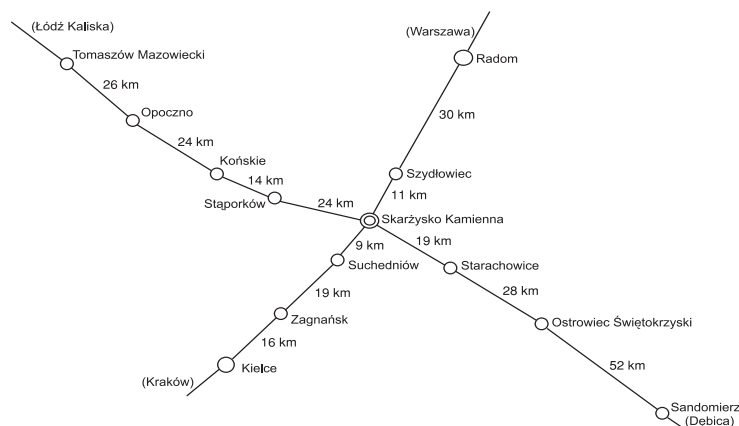 (Łódź Kaliska)
Tomaszów Mazowiecki
26 km
Opoczno
24 km
Końskie
14 km
Stąporków
24 km
(Warszawa)
Radom
30 km
Szydłowiec
11 km
Skarżysko Kamienna
9 km
19 km
Suchedniów
Starachowice
19 km
28 km
Zagnańsk
Ostrowiec Świętokrzyski
16 km
Kielce
(Kraków)
52 km
Sandomierz
(Dębica)